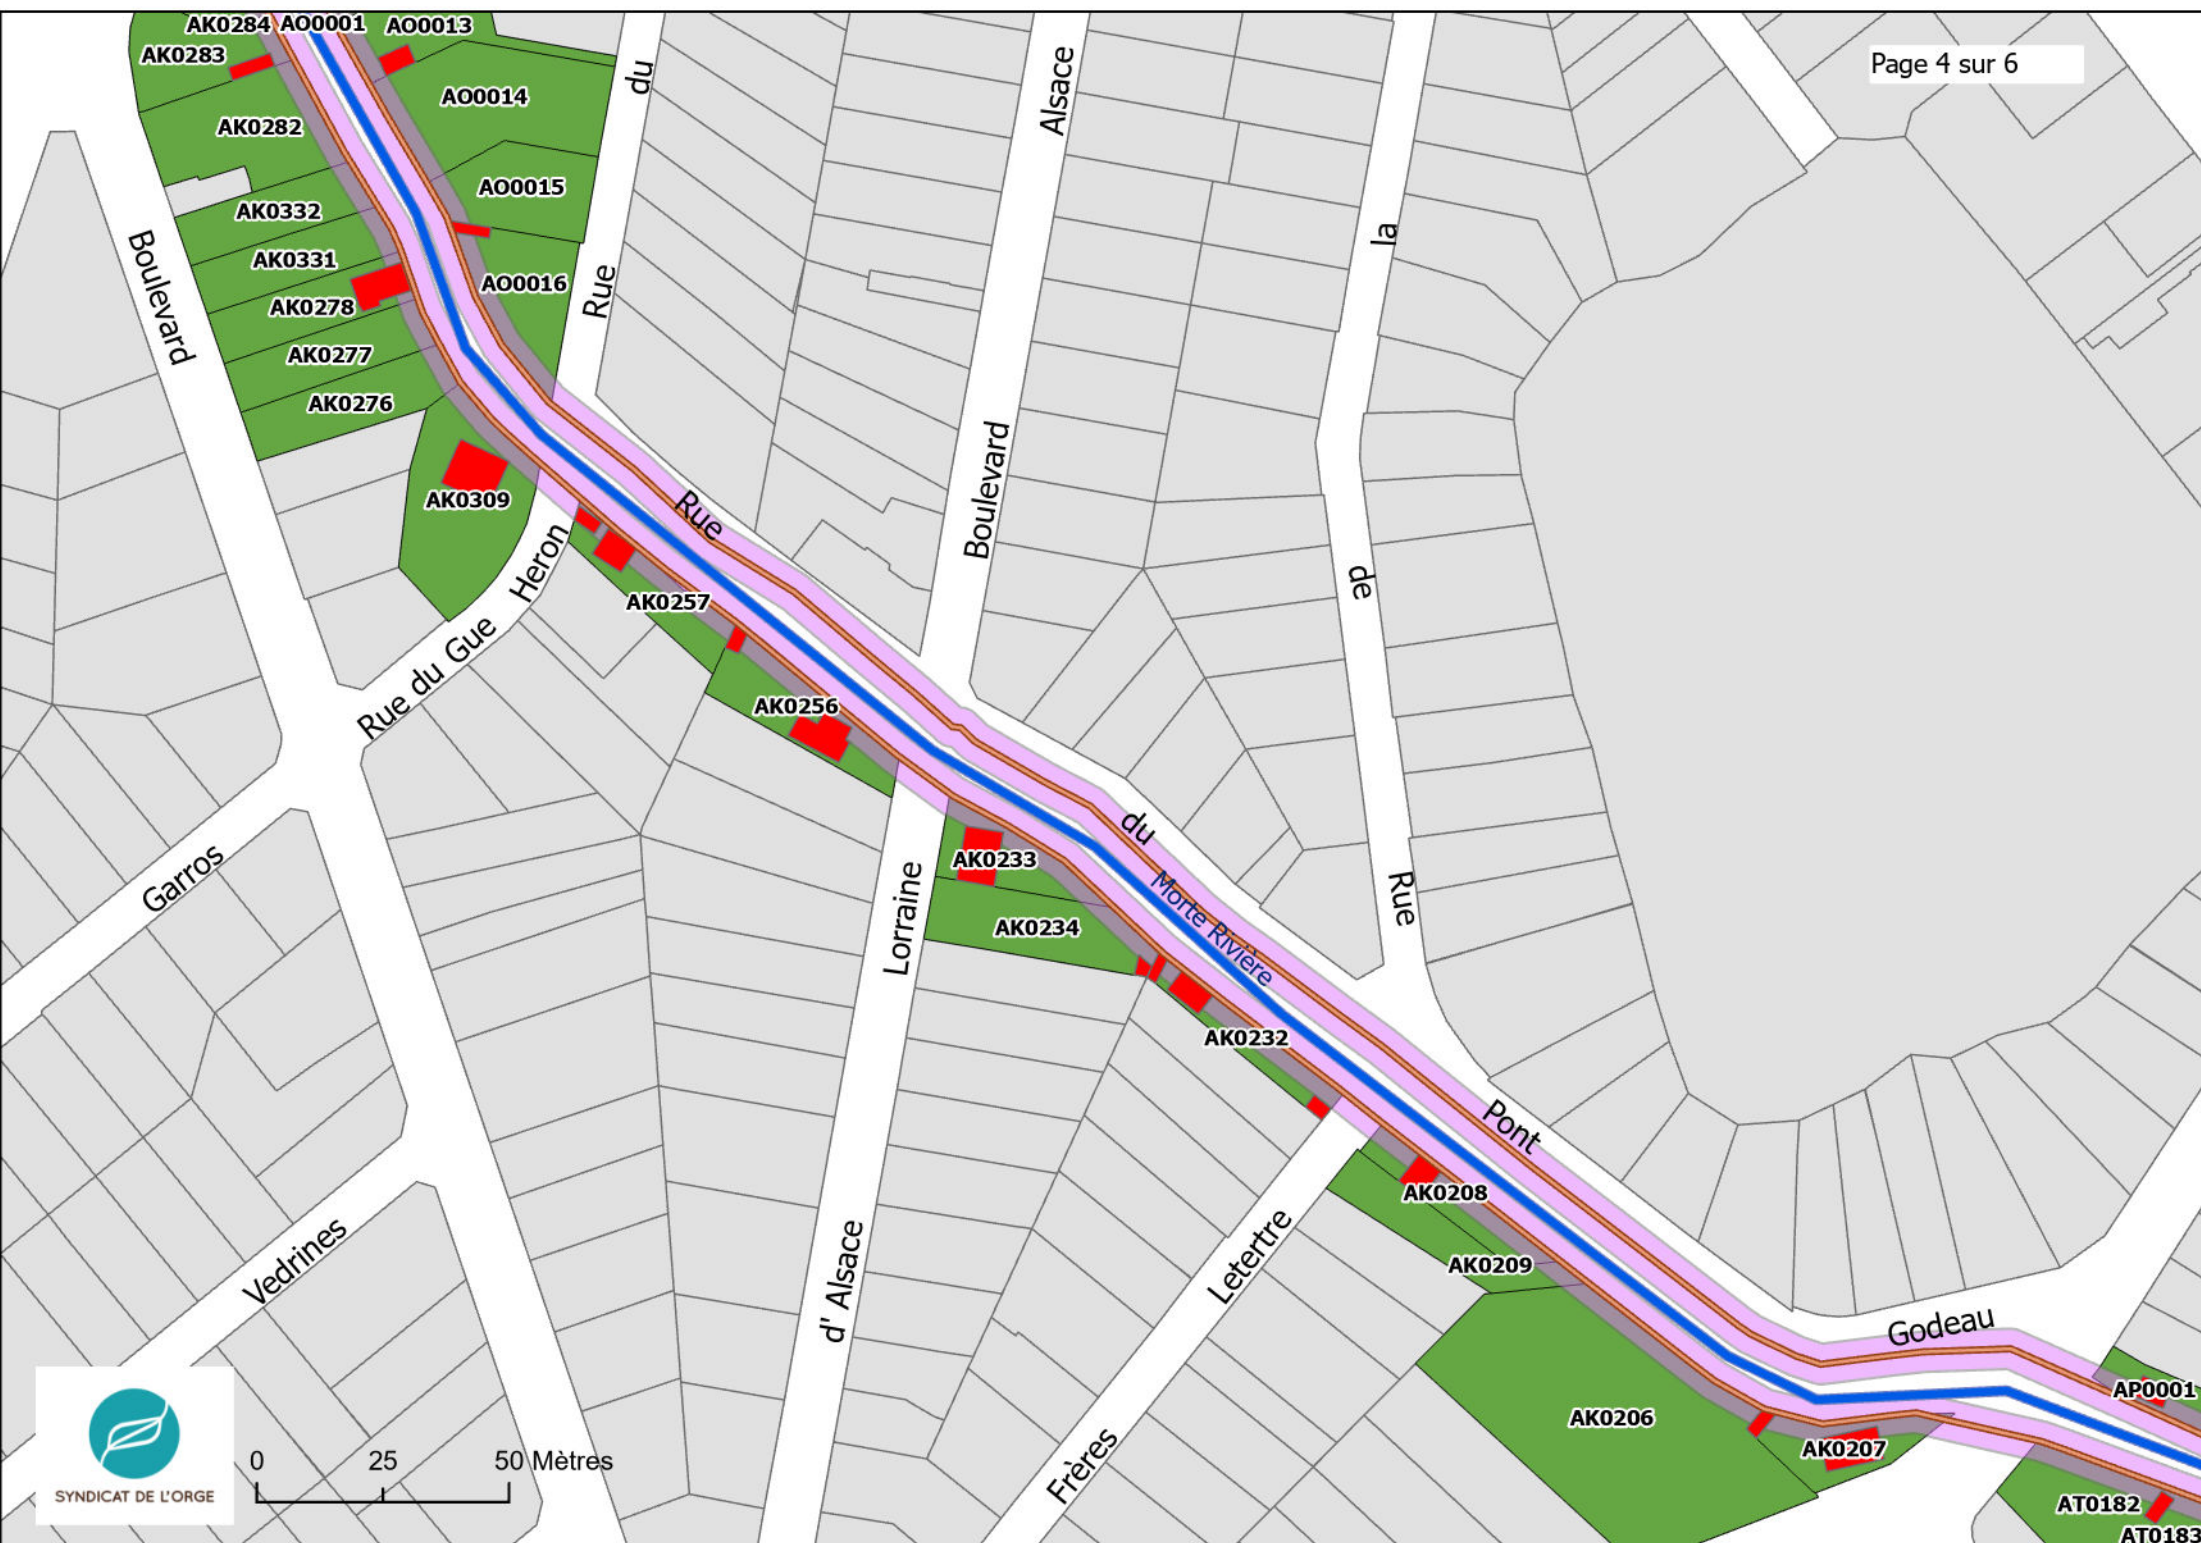 AK0284
AO0001
AO0013
AK0283
Page 4 sur 6
du
Alsace
AO0014
AK0282
AO0015
AK0332
la
Boulevard
AK0331
AO0016
Rue
AK0278
AK0277
AK0276
Boulevard
AK0309
Rue
Heron
de
AK0257
Rue du Gue
AK0256
du
AK0233
Garros
Lorraine
Rue
Morte Rivière
AK0234
AK0232
Pont
AK0208
Letertre
Vedrines
AK0209
d' Alsace
Godeau
AP0001
AK0206
AK0207
Frères
0 25 50 Mètres
SYNDICAT DE L'ORGE
AT0182
AT0183